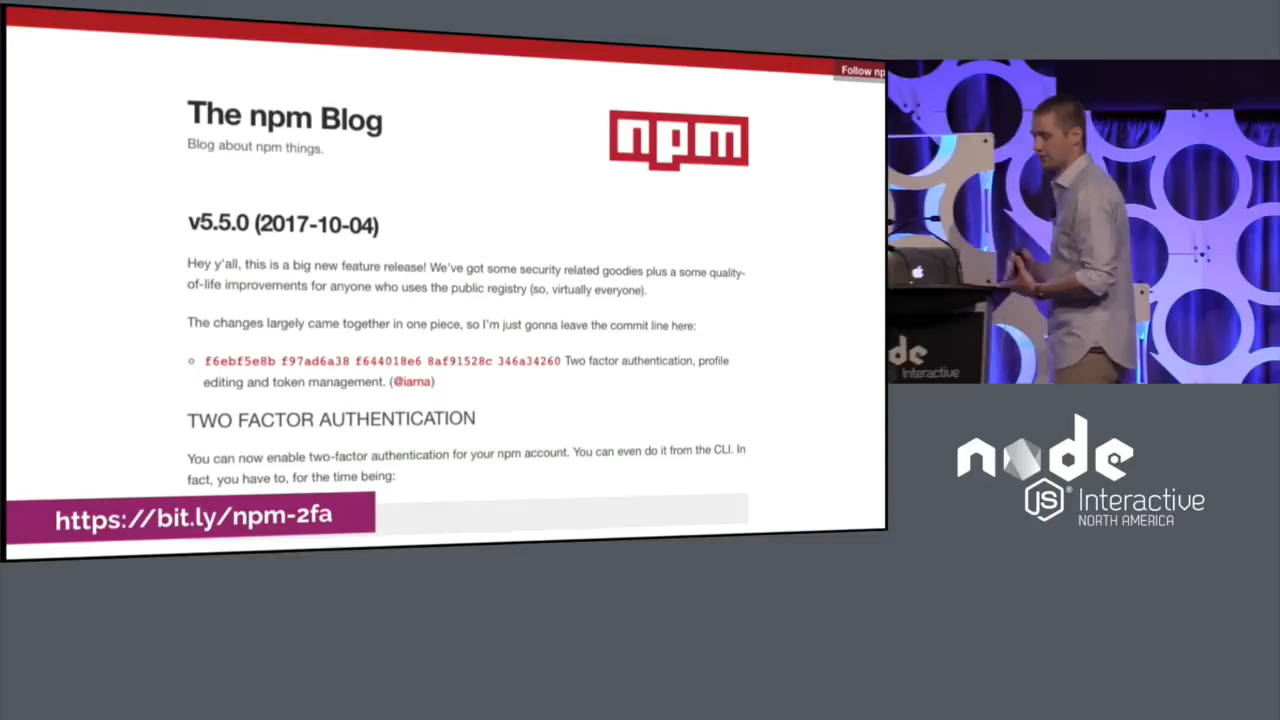 Follow np
The npm Blog
Blog about npm things.
npm
v5.5.0 (2017-10-04)
Hey y'all, this is a big new feature release! We've got some security related goodies plus a some quality-
of-life improvements for anyone who uses the public registry (so, virtually everyone).
The changes largely came together in one piece, so I'm just gonna leave the commit line here:
f6ebf5e8b f97ad6a38 f644018e6 8af91528c 346a34260 Two factor authentication, profile
editing and token management. (@iarna)
TWO FACTOR AUTHENTICATION
You can now enable two-factor authentication for your npm account. You can even do it from the CLI. In
fact, you have to, for the time being:
https://bit.ly/npm-2fa
de
Interactive
node
JS® Interactive
NORTH AMERICA